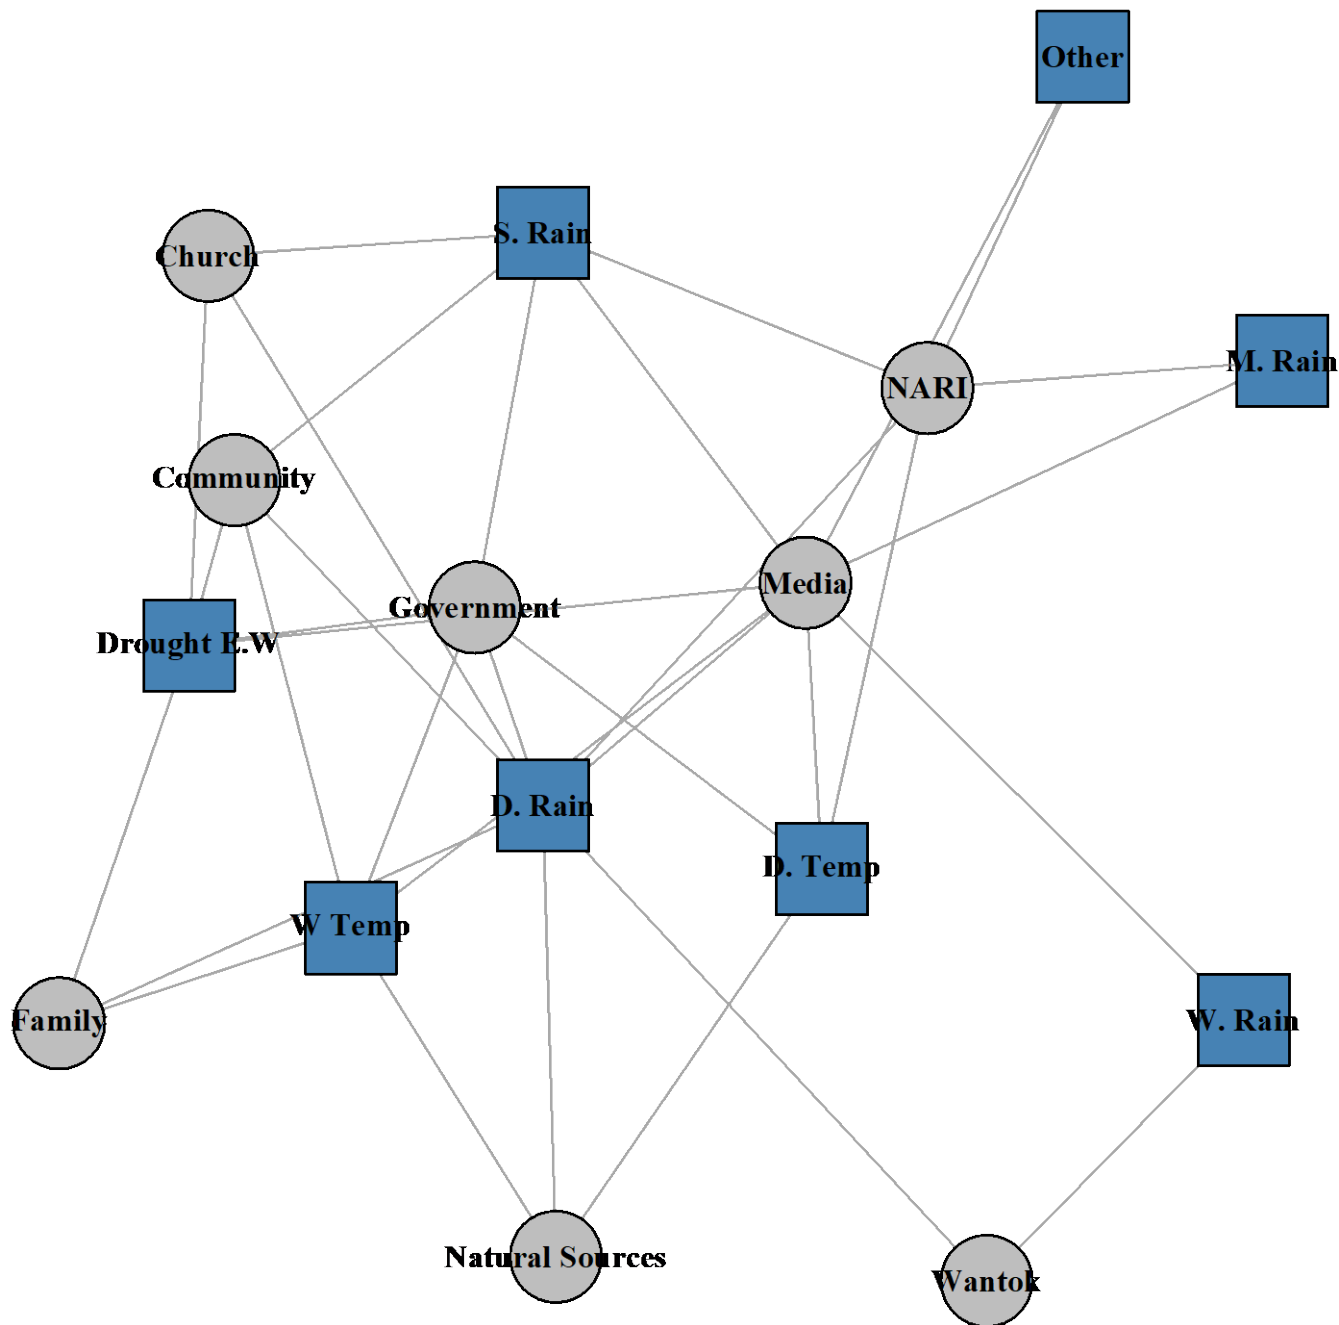 Other
S. Rain
Church
M. Rain
NARI
Community
Media
Government
Drought E.W
D. Rain
D. Temp
W Temp
Family
W. Rain
Natural Sources
Wantok